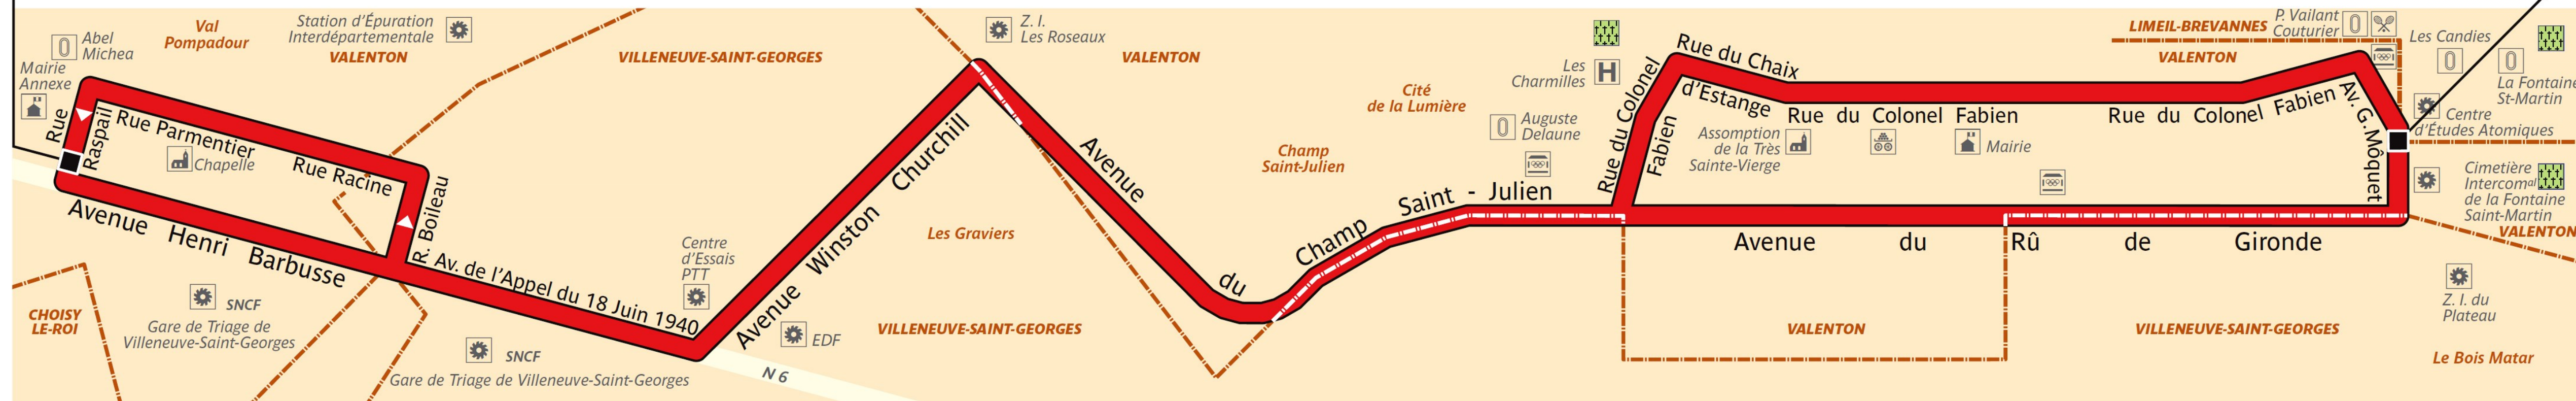 Abel
Michea
Mairie
Annexe
Val
Pompadour
Station d'Épuration
Interdépartementale
VALENTON
VILLENEUVE-SAINT-GEORGES
Z. I.
Les Roseaux
VALENTON
Rue
Raspail
Rue Parmentier
Chapelle
Rue Racine
R. Boileau
Avenue Henri Barbusse
Av. de l'Appel du 18 Juin 1940
CHOISY
LE-ROI
SNCF
Gare de Triage de
Villeneuve-Saint-Georges
SNCF
Gare de Triage de Villeneuve-Saint-Georges
Centre
d'Essais
PTT
Avenue Winston Churchill
EDF
N 6
Les Graviers
VILLENEUVE-SAINT-GEORGES
Avenue du Champ Saint - Julien
Champ
Saint-Julien
Cité
de la Lumière
Auguste
Delaune
Les
Charmilles
H
Rue du Colonel
Fabien
Rue du Chaix
d'Estange
Rue du Colonel Fabien
Rue du Colonel Fabien
Assomption
de la Très
Sainte-Vierge
Mairie
Avenue du Rû de Gironde
VALENTON
VILLENEUVE-SAINT-GEORGES
LIMEIL-BREVANNES
VALENTON
P. Vailant
Couturier
Av. G. Môquet
Les Candies
La Fontaine
St-Martin
Centre
d'Études Atomiques
Cimetière
Intercomal
de la Fontaine
Saint-Martin
VALENTON
Z. I. du
Plateau
Le Bois Matar